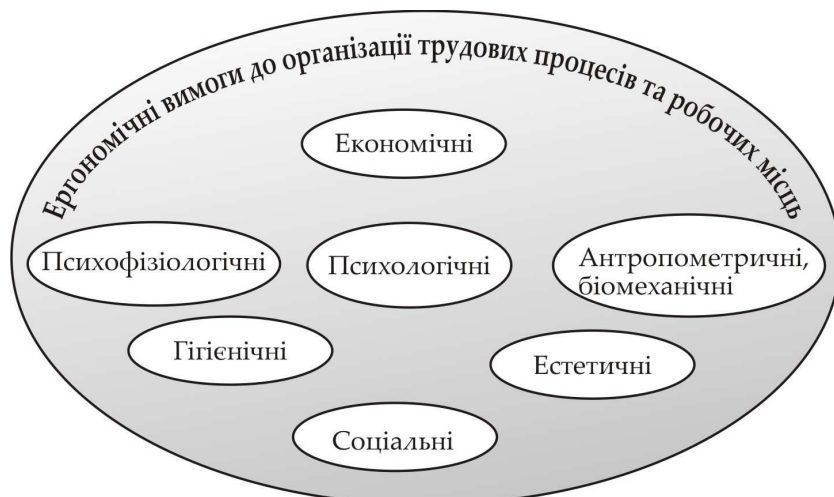 Ергономічні вимоги до організації трудових процесів та робочих місць
Економічні
Психофізіологічні
Психологічні
Антропометричні,
біомеханічні
Гігієнічні
Естетичні
Соціальні